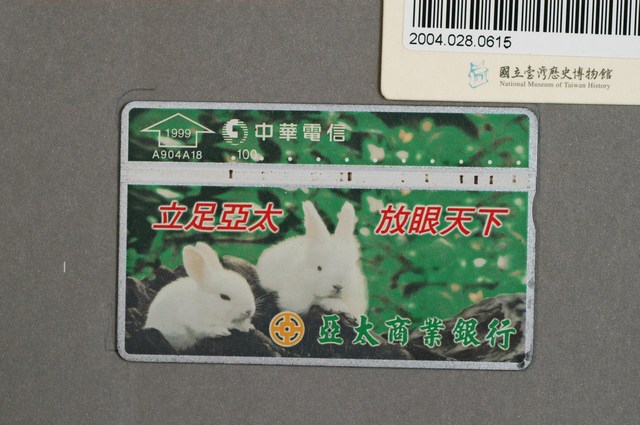 2004.028.0615
國立臺灣歷史博物館
National Museum of Taiwan History
1999
中華電信
A904A18
100
立足亞太 放眼天下
亞太商業銀行